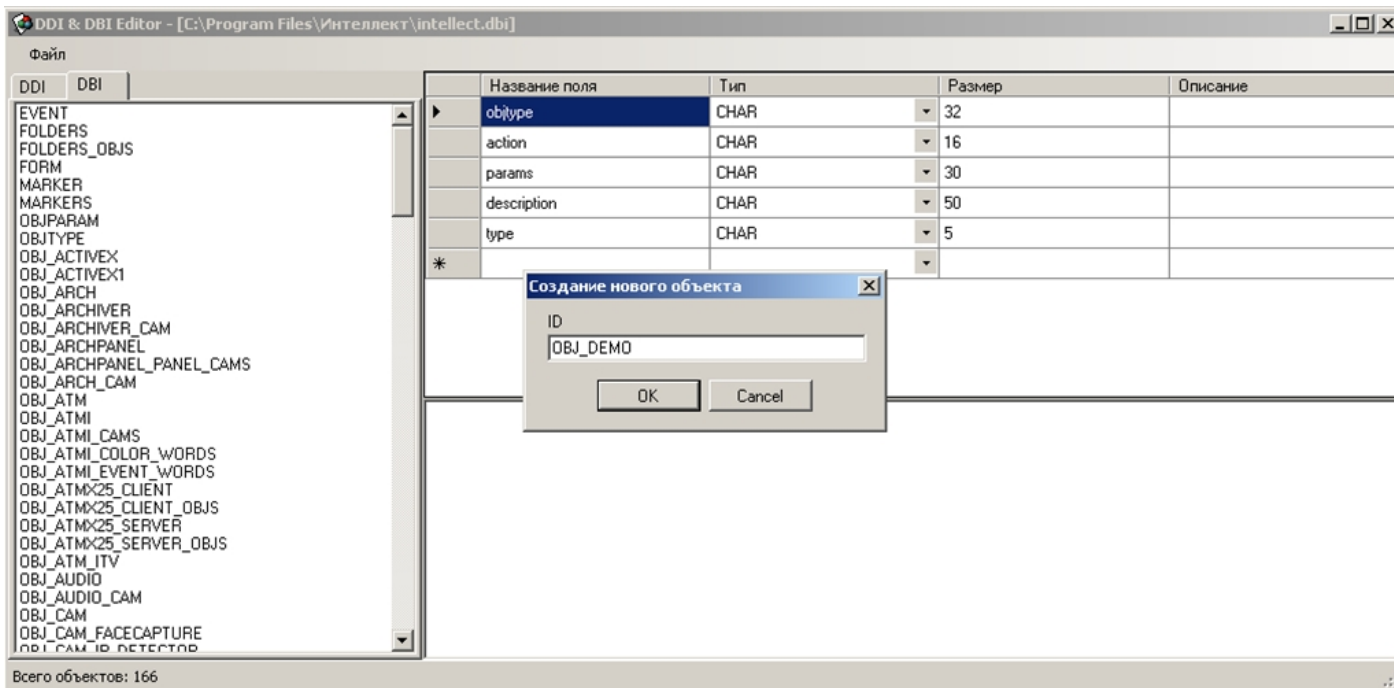 DDI & DBI Editor - [C:\Program Files\Интеллект\intellect.dbi]
Файл
DDI DBI
EVENT
FOLDERS
FOLDERS_OBJS
FORM
MARKER
MARKERS
OBJPARAM
OBJTYPE
OBJ_ACTIVEX
OBJ_ACTIVEX1
OBJ_ARCH
OBJ_ARCHIVER
OBJ_ARCHIVER_CAM
OBJ_ARCHPANEL
OBJ_ARCHPANEL_PANEL_CAMS
OBJ_ARCH_CAM
OBJ_ATM
OBJ_ATMI
OBJ_ATMI_CAMS
OBJ_ATMI_COLOR_WORDS
OBJ_ATMI_EVENT_WORDS
OBJ_ATMX25_CLIENT
OBJ_ATMX25_CLIENT_OBJS
OBJ_ATMX25_SERVER
OBJ_ATMX25_SERVER_OBJS
OBJ_ATM_ITV
OBJ_AUDIO
OBJ_AUDIO_CAM
OBJ_CAM
OBJ_CAM_FACECAPTURE
OBJ_CAM_IP_DETECTOR
Название поля Тип Размер Описание
objtype CHAR 32
action CHAR 16
params CHAR 30
description CHAR 50
type CHAR 5
Создание нового объекта
ID
OBJ_DEMO
OK Cancel
Всего объектов: 166